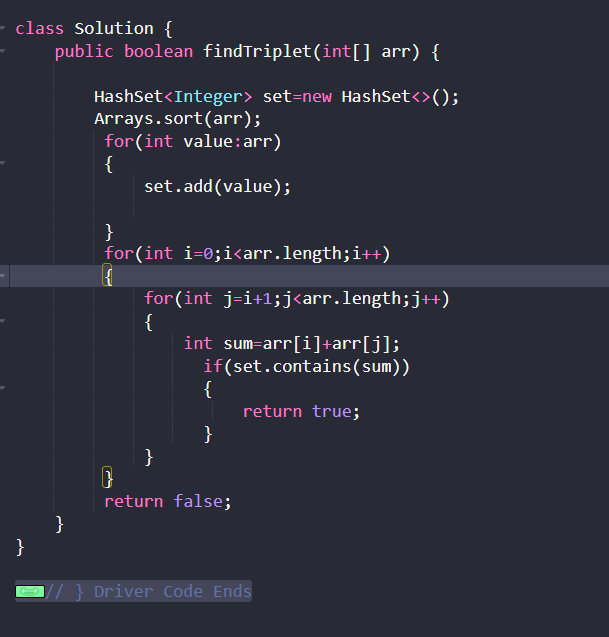 class Solution {
    public boolean findTriplet(int[] arr) {
        HashSet<Integer> set=new HashSet<>();
        Arrays.sort(arr);
         for(int value:arr)
         {
             set.add(value);
         }
         for(int i=0;i<arr.length;i++)
         {
             for(int j=i+1;j<arr.length;j++)
             {
                 int sum=arr[i]+arr[j];
                   if(set.contains(sum))
                   {
                       return true;
                   }
             }
         }
         return false;
    }
}
// } Driver Code Ends